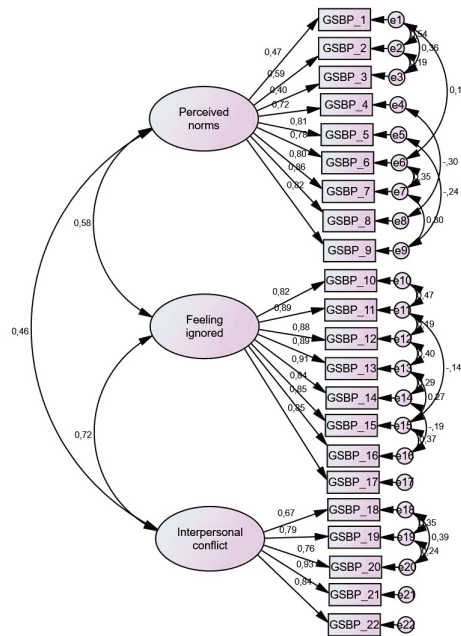 GSBP_1
e1
,54
0,36
0,47
GSBP_2
e2
,19
0,59
GSBP_3
e3
0,40
0,1
0,72
GSBP_4
e4
Perceived
norms
0,81
GSBP_5
e5
0,78
0,80
GSBP_6
e6
-,30
0,86
,35
GSBP_7
e7
-,24
0,82
GSBP_8
e8
0,30
0,58
GSBP_9
e9
0,82
GSBP_10
e10
,47
0,89
GSBP_11
e11
,19
Feeling
ignored
0,88
GSBP_12
e12
0,89
,40
0,46
0,91
GSBP_13
e13
-,14
,29
GSBP_14
e14
0,27
0,85
GSBP_15
e15
-,19
0,85
,37
0,72
GSBP_16
e16
GSBP_17
e17
0,67
GSBP_18
e18
,35
0,79
GSBP_19
e19
0,39
Interpersonal
conflict
0,76
,24
GSBP_20
e20
0,93
0,84
GSBP_21
e21
GSBP_22
e22